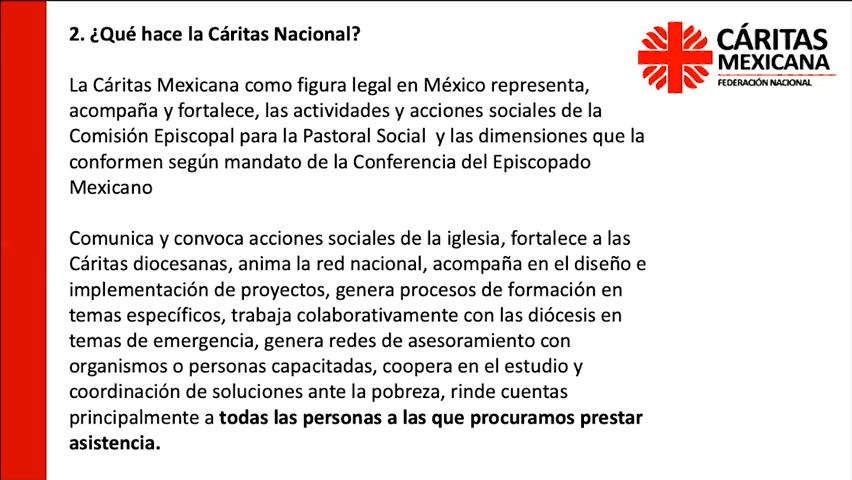 2. ¿Qué hace la Cáritas Nacional?
CÁRITAS
MEXICANA
FEDERACIÓN NACIONAL
La Cáritas Mexicana como figura legal en México representa,
acompaña y fortalece, las actividades y acciones sociales de la
Comisión Episcopal para la Pastoral Social y las dimensiones que la
conformen según mandato de la Conferencia del Episcopado
Mexicano
Comunica y convoca acciones sociales de la iglesia, fortalece a las
Cáritas diocesanas, anima la red nacional, acompaña en el diseño e
implementación de proyectos, genera procesos de formación en
temas específicos, trabaja colaborativamente con las diócesis en
temas de emergencia, genera redes de asesoramiento con
organismos o personas capacitadas, coopera en el estudio y
coordinación de soluciones ante la pobreza, rinde cuentas
principalmente a todas las personas a las que procuramos prestar
asistencia.